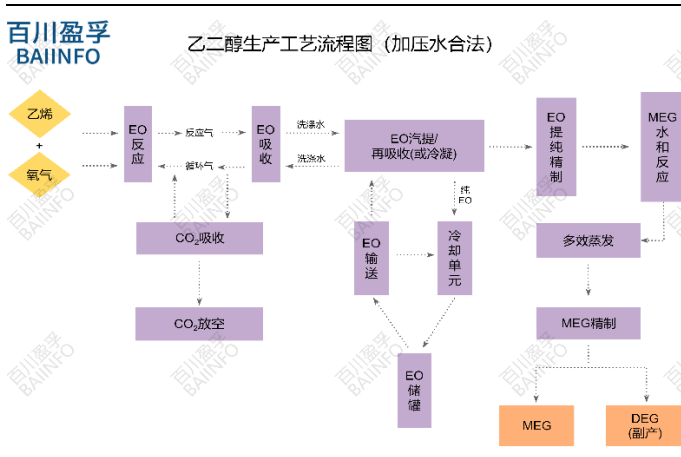 百川盈孚
BAIINFO
乙二醇生产工艺流程图（加压水合法）
乙烯
+
氧气
EO
反应
反应气
循环气
EO
吸收
洗涤水
洗涤水
EO汽提/
再吸收(或冷凝)
EO
提纯
精制
MEG
水和
反应
CO₂吸收
CO₂放空
纯
EO
EO
输
送
冷
却
单
元
EO
储
罐
多效蒸发
MEG精制
MEG
DEG
(副产)